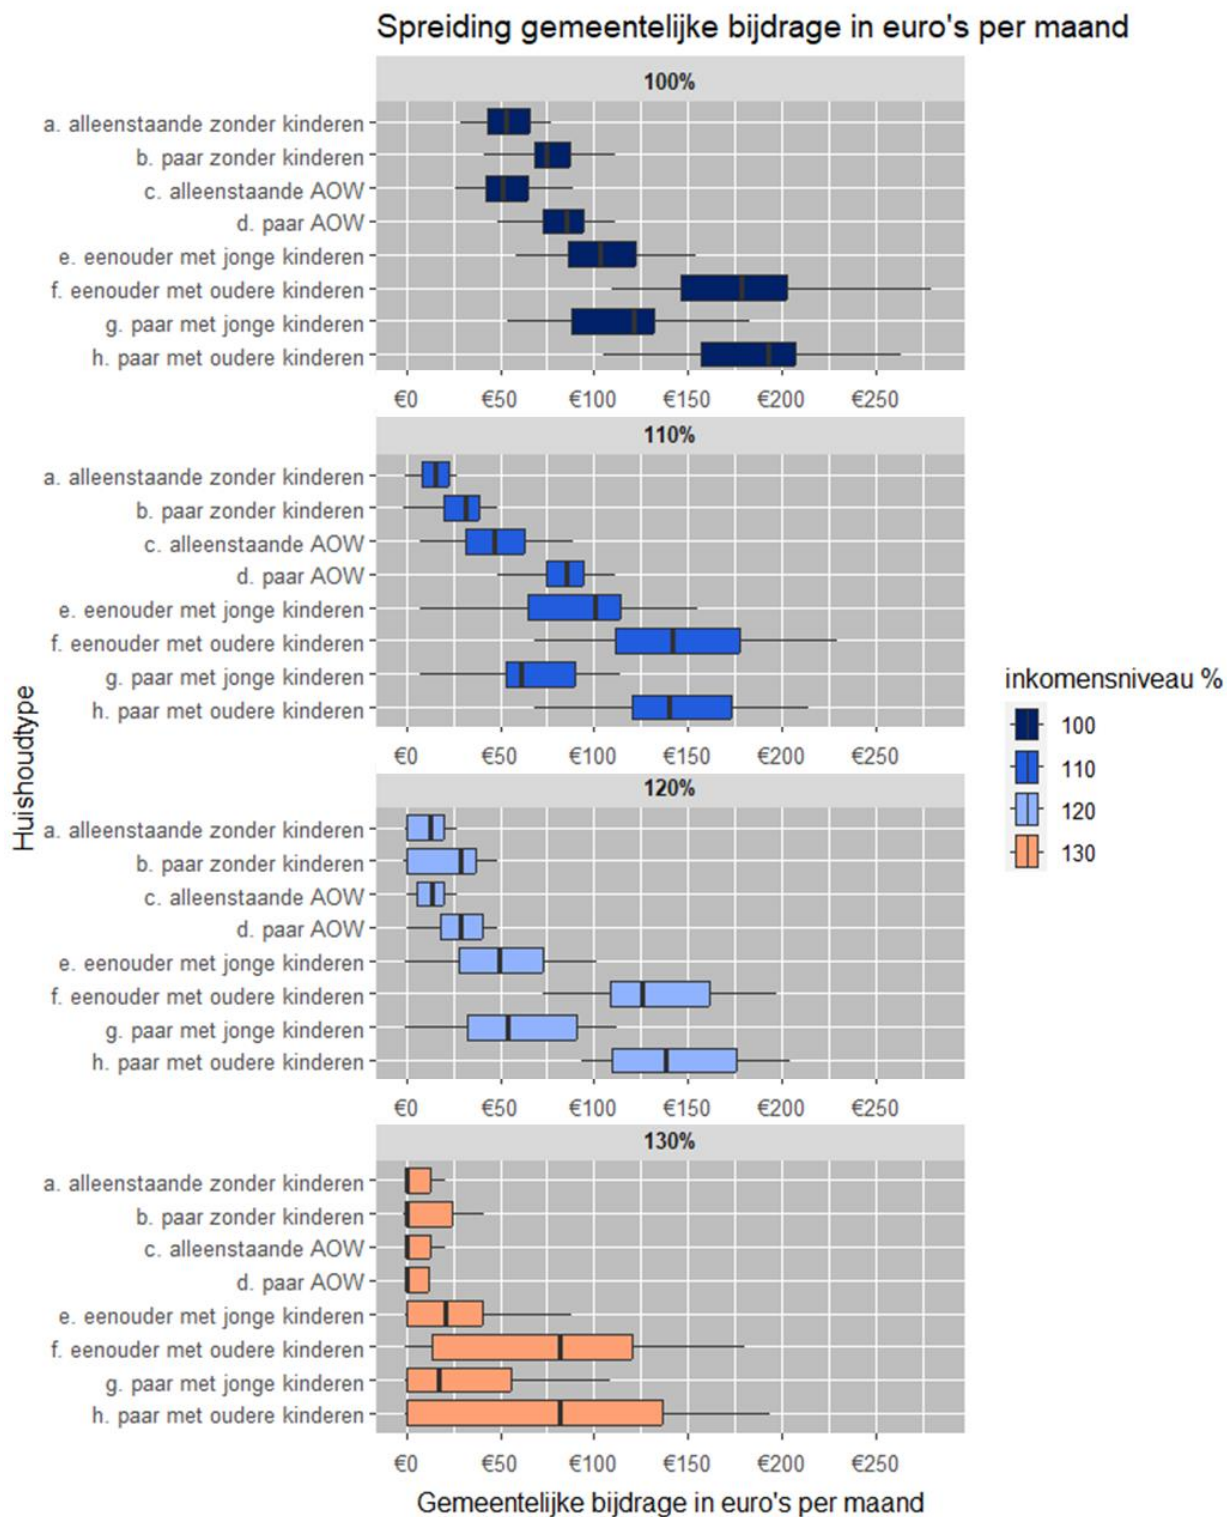 Spreiding gemeentelijke bijdrage in euro's per maand
100%
a. alleenstaande zonder kinderen
b. paar zonder kinderen
c. alleenstaande AOW
d. paar AOW
e. eenouder met jonge kinderen
f. eenouder met oudere kinderen
g. paar met jonge kinderen
h. paar met oudere kinderen
€0 €50 €100 €150 €200 €250
110%
a. alleenstaande zonder kinderen
b. paar zonder kinderen
c. alleenstaande AOW
d. paar AOW
e. eenouder met jonge kinderen
f. eenouder met oudere kinderen
g. paar met jonge kinderen
h. paar met oudere kinderen
€0 €50 €100 €150 €200 €250
120%
a. alleenstaande zonder kinderen
b. paar zonder kinderen
c. alleenstaande AOW
d. paar AOW
e. eenouder met jonge kinderen
f. eenouder met oudere kinderen
g. paar met jonge kinderen
h. paar met oudere kinderen
€0 €50 €100 €150 €200 €250
130%
a. alleenstaande zonder kinderen
b. paar zonder kinderen
c. alleenstaande AOW
d. paar AOW
e. eenouder met jonge kinderen
f. eenouder met oudere kinderen
g. paar met jonge kinderen
h. paar met oudere kinderen
€0 €50 €100 €150 €200 €250
Gemeentelijke bijdrage in euro's per maand
Huishoudtype
inkomensniveau %
100
110
120
130